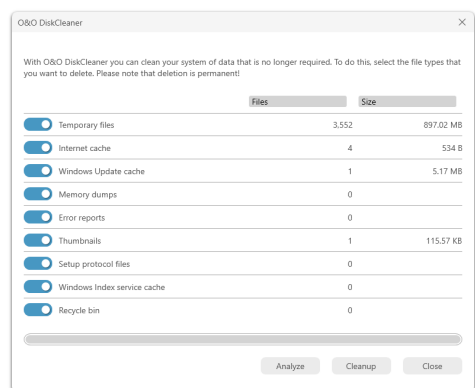 O&O DiskCleaner
With O&O DiskCleaner you can clean your system of data that is no longer required. To do this, select the file types that
you want to delete. Please note that deletion is permanent!
Files Size
Temporary files 3,552 897.02 MB
Internet cache 4 534 B
Windows Update cache 1 5.17 MB
Memory dumps 0
Error reports 0
Thumbnails 1 115.57 KB
Setup protocol files 0
Windows Index service cache 0
Recycle bin 0
Analyze Cleanup Close